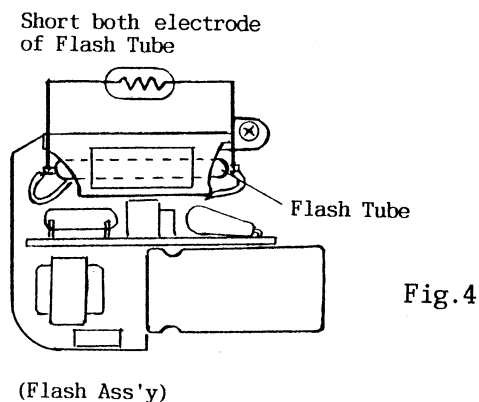 Short both electrode
of Flash Tube
Flash Tube
Fig.4
(Flash Ass'y)